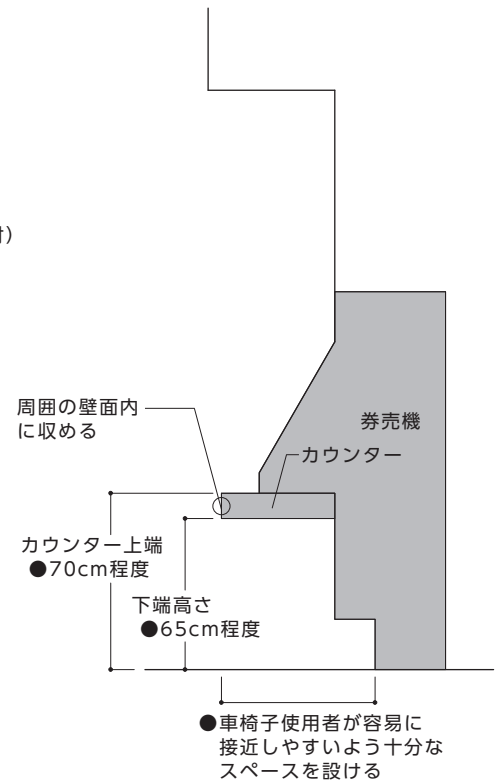 付）
周囲の壁面内
に収める
券売機
カウンター
カウンター上端
●70cm程度
下端高さ
●65cm程度
●車椅子使用者が容易に
接近しやすいよう十分な
スペースを設ける